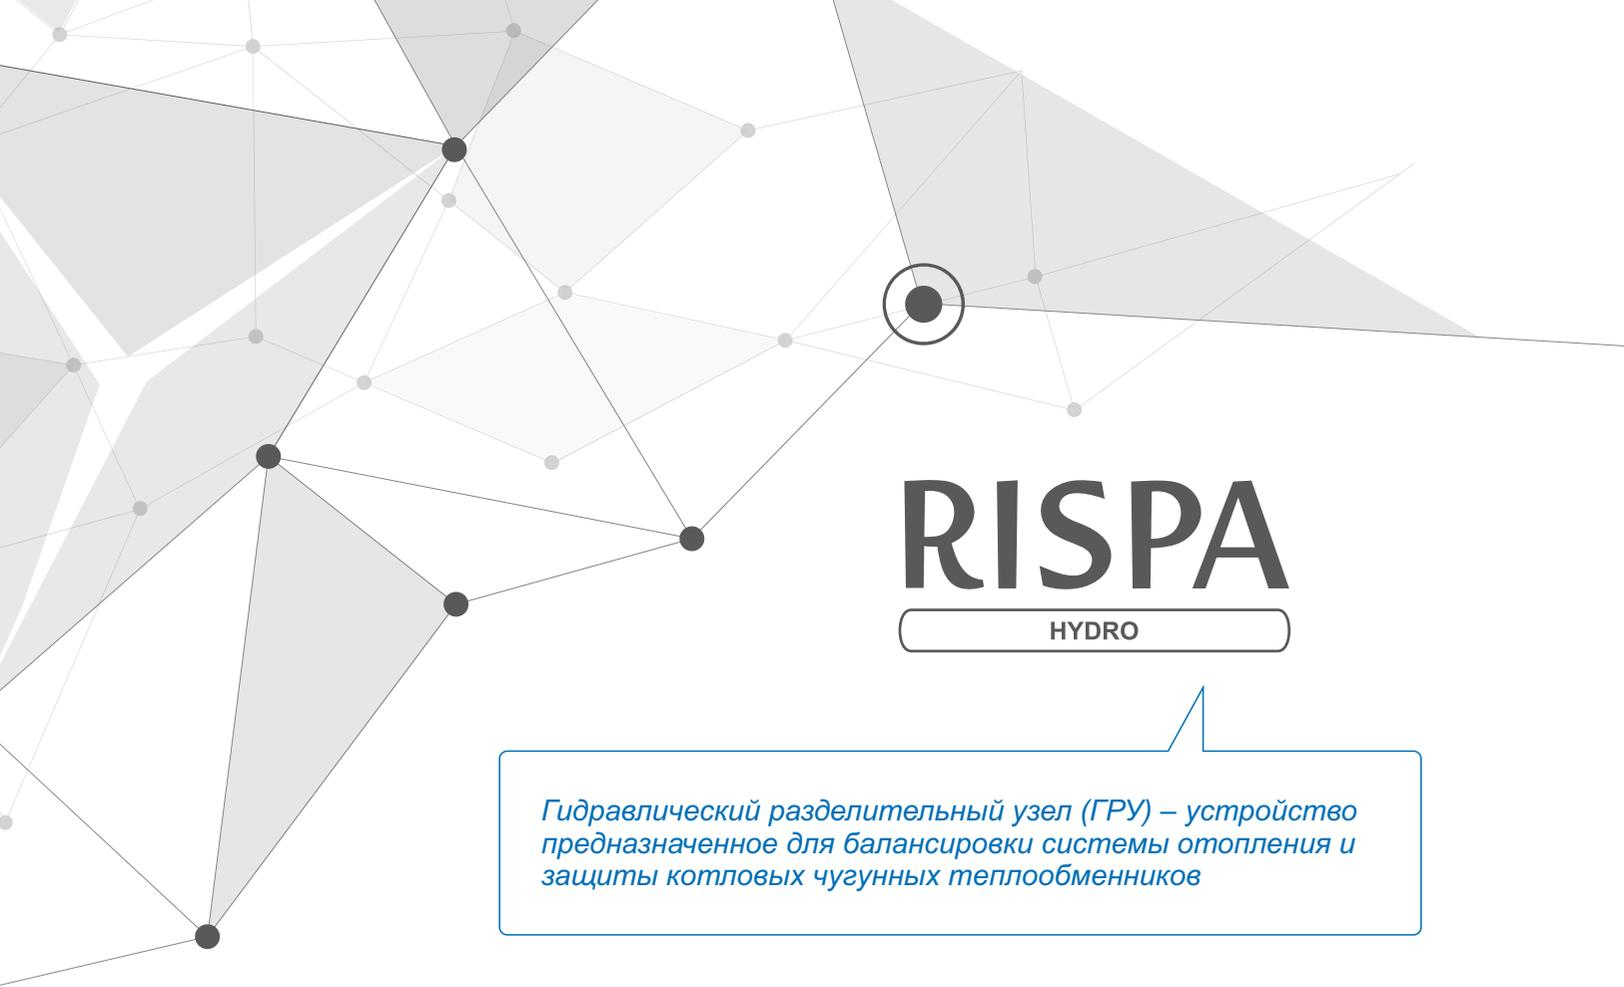 RISPA
HYDRO
Гидравлический разделительный узел (ГРУ) – устройство
предназначенное для балансировки системы отопления и
защиты котловых чугунных теплообменников